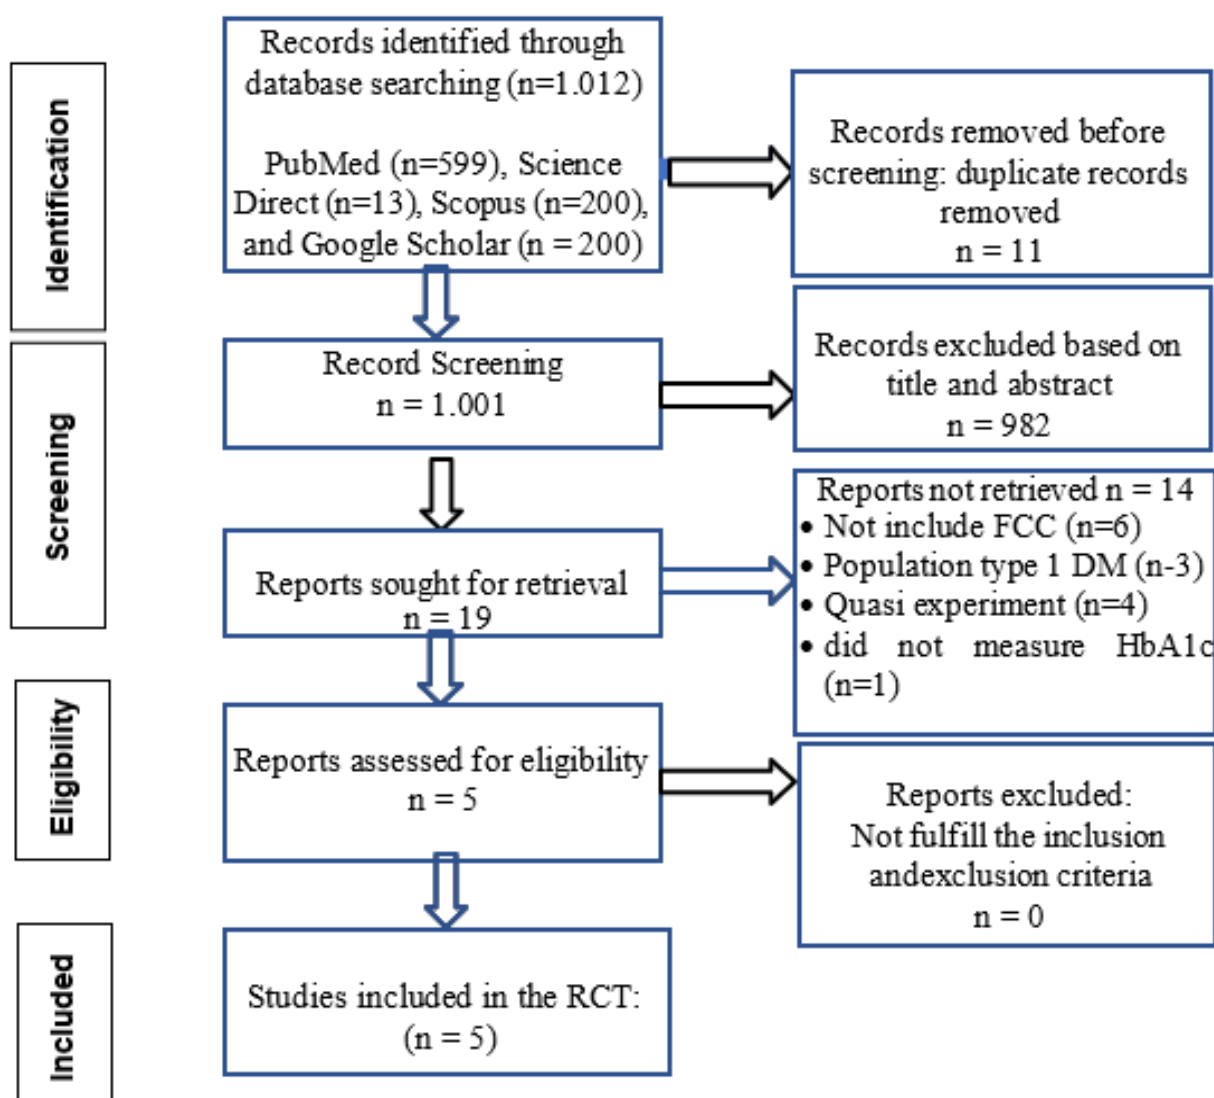 Identification
Records identified through
database searching (n=1.012)
PubMed (n=599), Science
Direct (n=13), Scopus (n=200),
and Google Scholar (n = 200)
Records removed before
screening: duplicate records
removed
n = 11
Screening
Record Screening
n = 1.001
Records excluded based on
title and abstract
n = 982
Reports sought for retrieval
n = 19
Reports not retrieved n = 14
• Not include FCC (n=6)
• Population type 1 DM (n-3)
• Quasi experiment (n=4)
• did not measure HbA1c
(n=1)
Eligibility
Reports assessed for eligibility
n = 5
Reports excluded:
Not fulfill the inclusion
andexclusion criteria
n = 0
Included
Studies included in the RCT:
(n = 5)